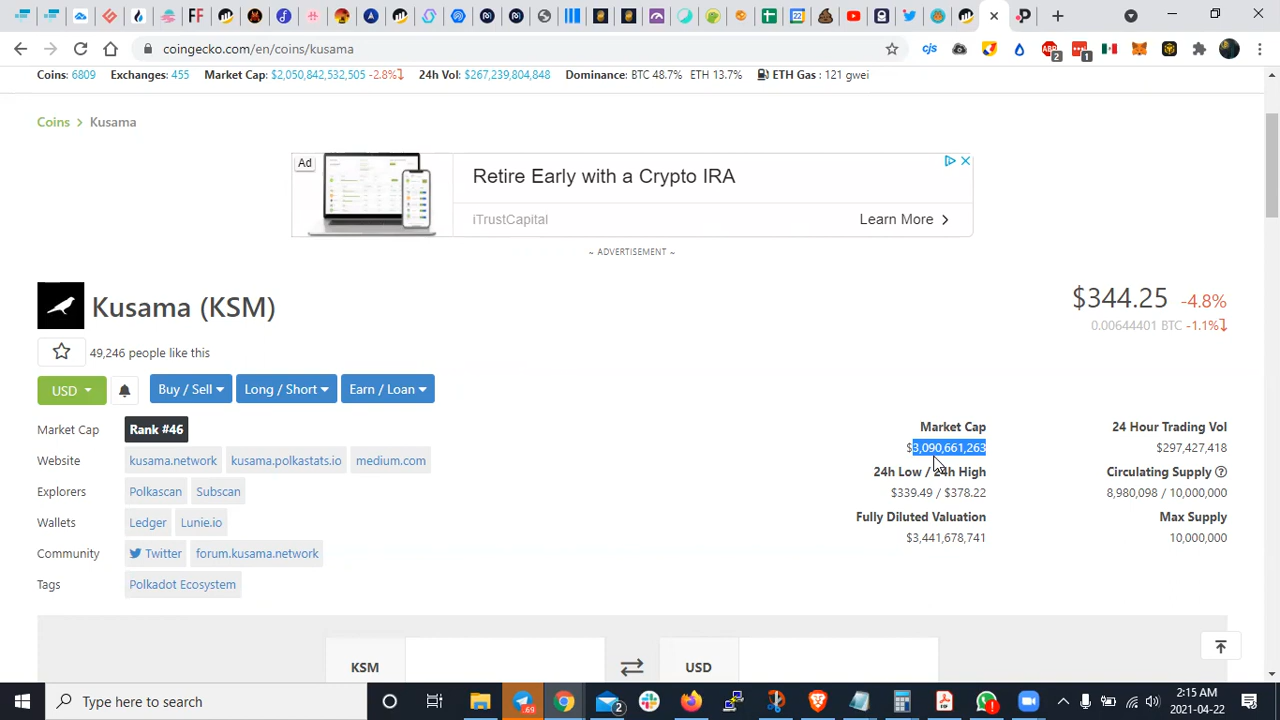 coingecko.com/en/coins/kusama
cjs
2
1
Coins: 6809 Exchanges: 455 Market Cap: $2,050,842,532,505 -2.8% 24h Vol: $267,239,804,848 Dominance: BTC 48.7% ETH 13.7% ETH Gas : 121 gwei
Coins > Kusama
Ad
Retire Early with a Crypto IRA
iTrustCapital
Learn More
~ ADVERTISEMENT ~
Kusama (KSM)
$344.25 -4.8%
0.00644401 BTC -1.1%
49,246 people like this
USD
Buy / Sell
Long / Short
Earn / Loan
Market Cap Rank #46
Website kusama.network kusama.polkastats.io medium.com
Explorers Polkascan Subscan
Wallets Ledger Lunie.io
Community Twitter forum.kusama.network
Tags Polkadot Ecosystem
Market Cap
$3,090,661,263
24h Low / 24h High
$339.49 / $378.22
Fully Diluted Valuation
$3,441,678,741
24 Hour Trading Vol
$297,427,418
Circulating Supply
8,980,098 / 10,000,000
Max Supply
10,000,000
KSM
USD
Type here to search
69
2
2:15 AM
2021-04-22